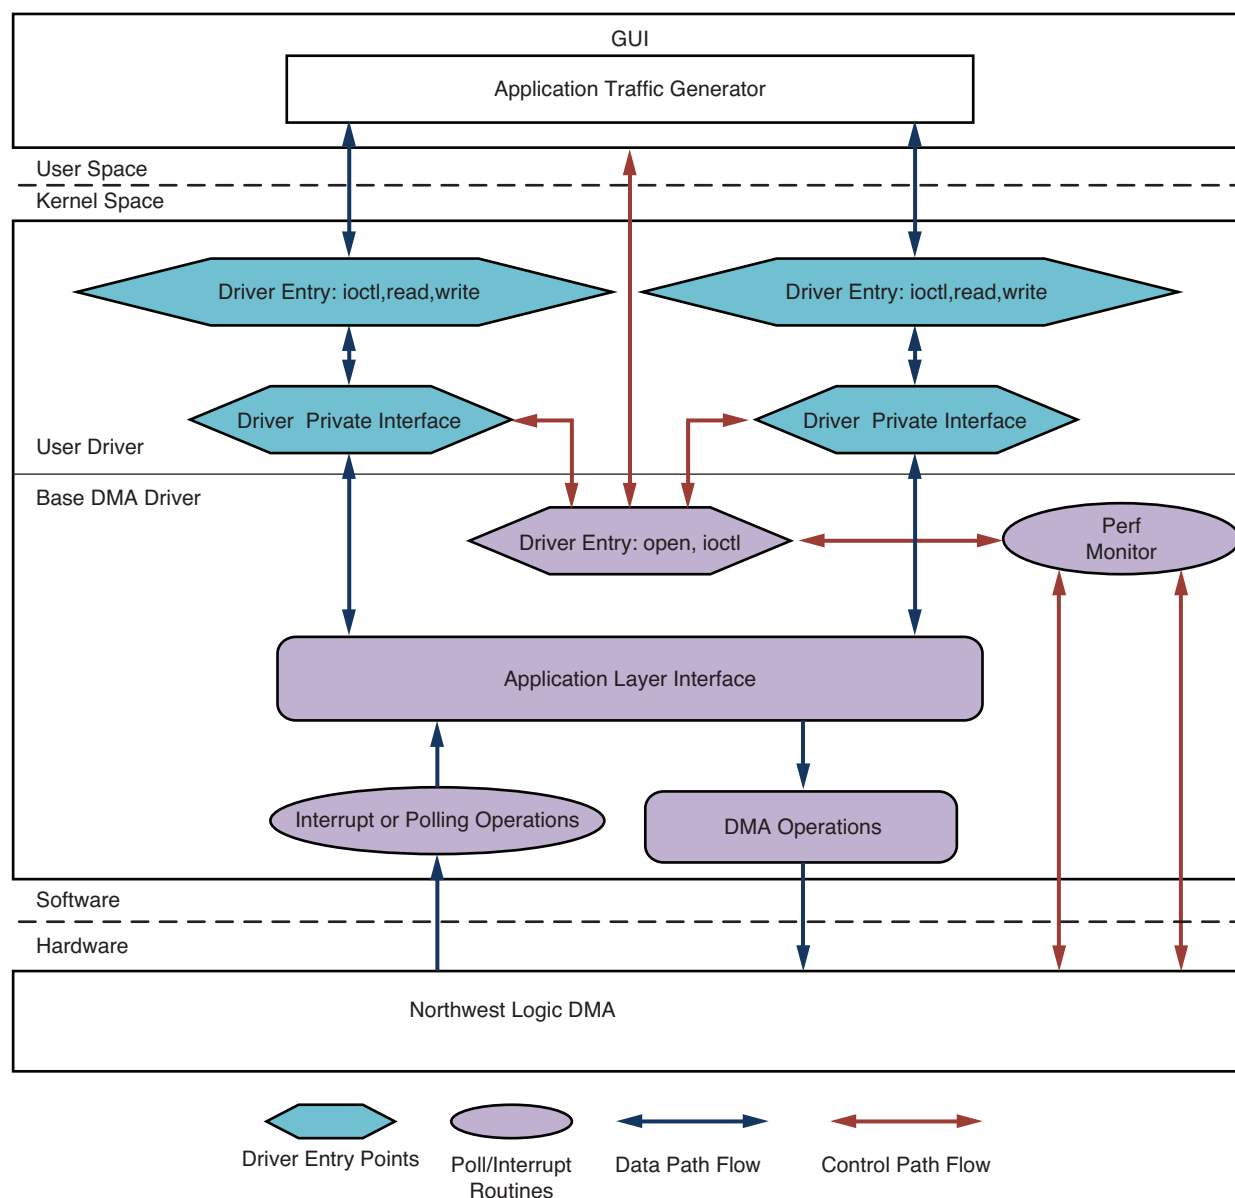 GUI
Application Traffic Generator
User Space
Kernel Space
Driver Entry: ioctl,read,write
Driver Entry: ioctl,read,write
Driver Private Interface
Driver Private Interface
User Driver
Base DMA Driver
Driver Entry: open, ioctl
Perf
Monitor
Application Layer Interface
Interrupt or Polling Operations
DMA Operations
Software
Hardware
Northwest Logic DMA
Driver Entry Points
Poll/Interrupt
Routines
Data Path Flow
Control Path Flow